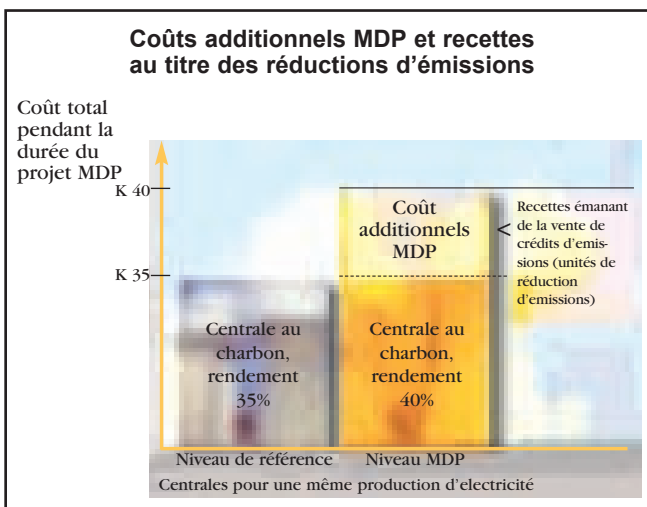 Coûts additionnels MDP et recettes
au titre des réductions d'émissions
Coût total
pendant la
durée du
projet MDP
K 40
K 35
Coût
additionnels
MDP
<
Recettes émanant
de la vente de
crédits d'emis-
sions (unités de
réduction
d'emissions)
Centrale au
charbon,
rendement
35%
Centrale au
charbon,
rendement
40%
Niveau de référence
Niveau MDP
Centrales pour une même production d'electricité